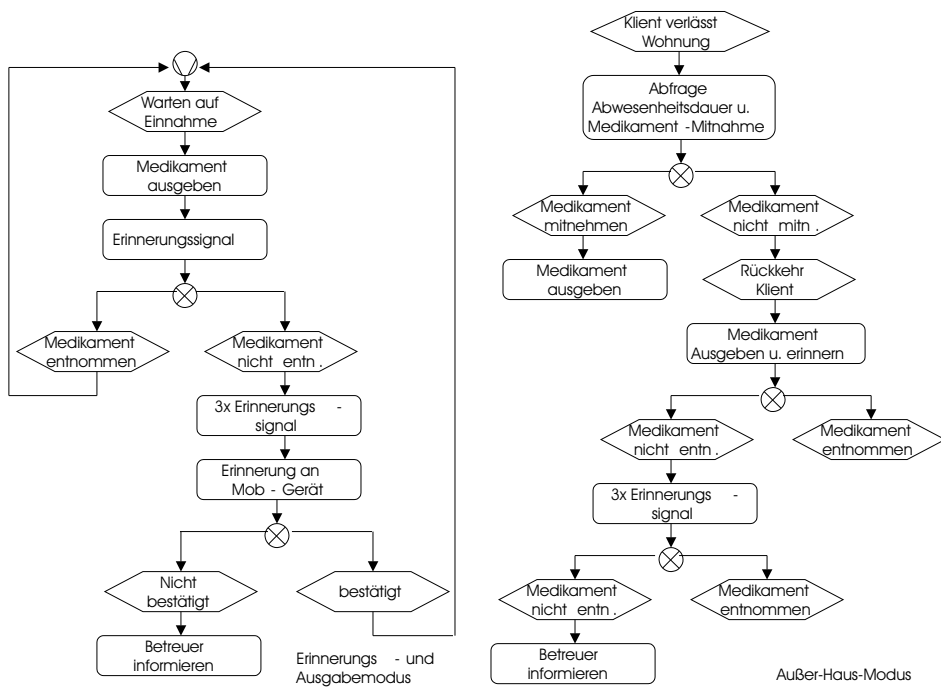 Warten auf
Einnahme
Medikament
ausgeben
Erinnerungssignal
Medikament
entnommen
Medikament
nicht entn .
3x Erinnerungs -
signal
Erinnerung an
Mob - Gerät
Nicht
bestätigt
bestätigt
Betreuer
informieren
Erinnerungs - und
Ausgabemodus
Klient verlässt
Wohnung
Abfrage
Abwesenheitsdauer u.
Medikament -Mitnahme
Medikament
mitnehmen
Medikament
nicht mitn .
Medikament
ausgeben
Rückkehr
Klient
Medikament
Ausgeben u. erinnern
Medikament
nicht entn .
Medikament
entnommen
3x Erinnerungs -
signal
Medikament
nicht entn .
Medikament
entnommen
Betreuer
informieren
Außer-Haus-Modus